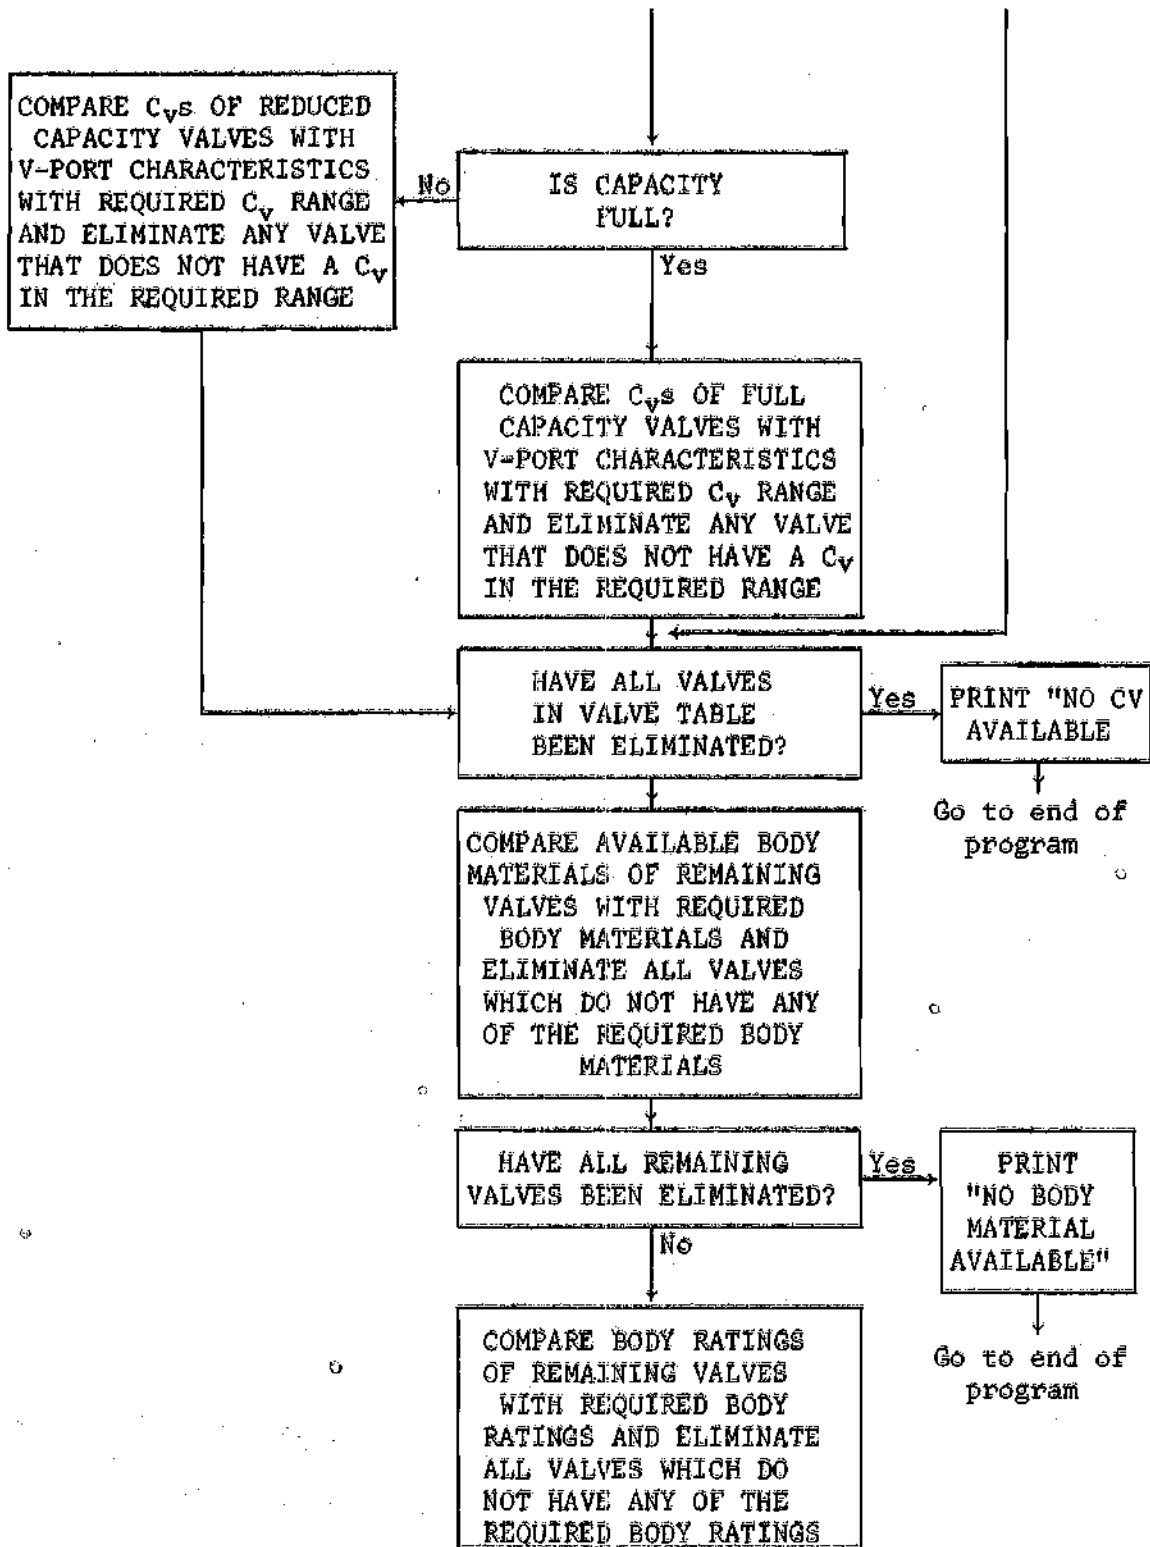 COMPARE Cvs OF REDUCED
CAPACITY VALVES WITH
V-PORT CHARACTERISTICS
WITH REQUIRED Cv RANGE
AND ELIMINATE ANY VALVE
THAT DOES NOT HAVE A Cv
IN THE REQUIRED RANGE
No
IS CAPACITY
FULL?
Yes
COMPARE Cvs OF FULL
CAPACITY VALVES WITH
V-PORT CHARACTERISTICS
WITH REQUIRED Cv RANGE
AND ELIMINATE ANY VALVE
THAT DOES NOT HAVE A Cv
IN THE REQUIRED RANGE
HAVE ALL VALVES
IN VALVE TABLE
BEEN ELIMINATED?
Yes
PRINT "NO CV
AVAILABLE
Go to end of
program
COMPARE AVAILABLE BODY
MATERIALS OF REMAINING
VALVES WITH REQUIRED
BODY MATERIALS AND
ELIMINATE ALL VALVES
WHICH DO NOT HAVE ANY
OF THE REQUIRED BODY
MATERIALS
HAVE ALL REMAINING
VALVES BEEN ELIMINATED?
Yes
PRINT
"NO BODY
MATERIAL
AVAILABLE"
Go to end of
program
No
COMPARE BODY RATINGS
OF REMAINING VALVES
WITH REQUIRED BODY
RATINGS AND ELIMINATE
ALL VALVES WHICH DO
NOT HAVE ANY OF THE
REQUIRED BODY RATINGS